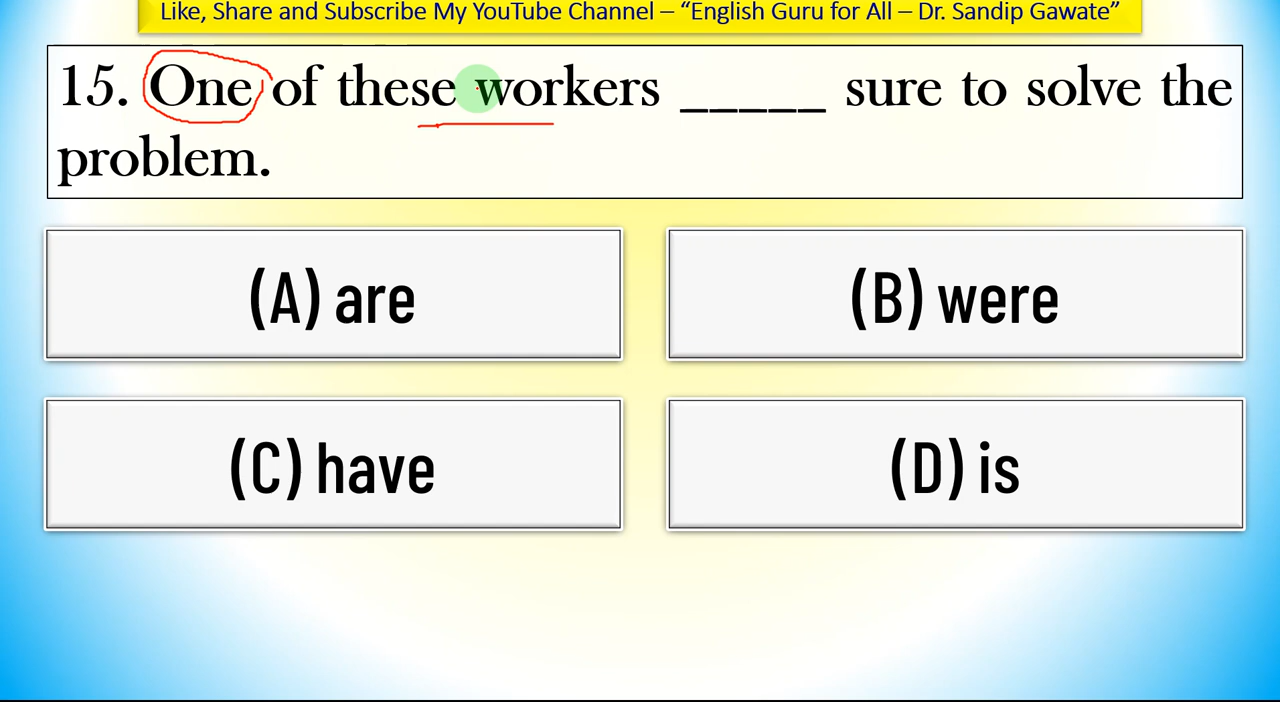 Like, Share and Subscribe My YouTube Channel – “English Guru for All – Dr. Sandip Gawate”
15. One of these workers _____ sure to solve the
problem.
(A) are
(B) were
(C) have
(D) is